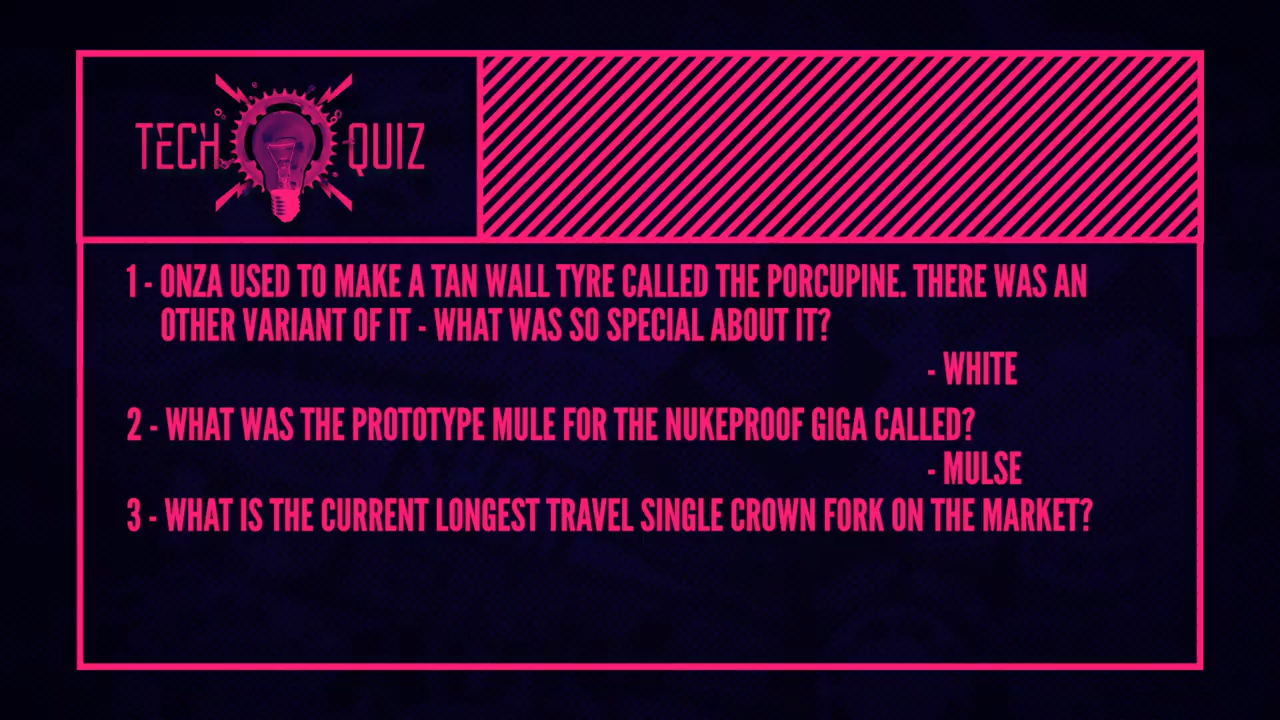 TECH QUIZ
1 - ONZA USED TO MAKE A TAN WALL TYRE CALLED THE PORCUPINE. THERE WAS AN
OTHER VARIANT OF IT - WHAT WAS SO SPECIAL ABOUT IT?
- WHITE
2 - WHAT WAS THE PROTOTYPE MULE FOR THE NUKEPROOF GIGA CALLED?
- MULSE
3 - WHAT IS THE CURRENT LONGEST TRAVEL SINGLE CROWN FORK ON THE MARKET?